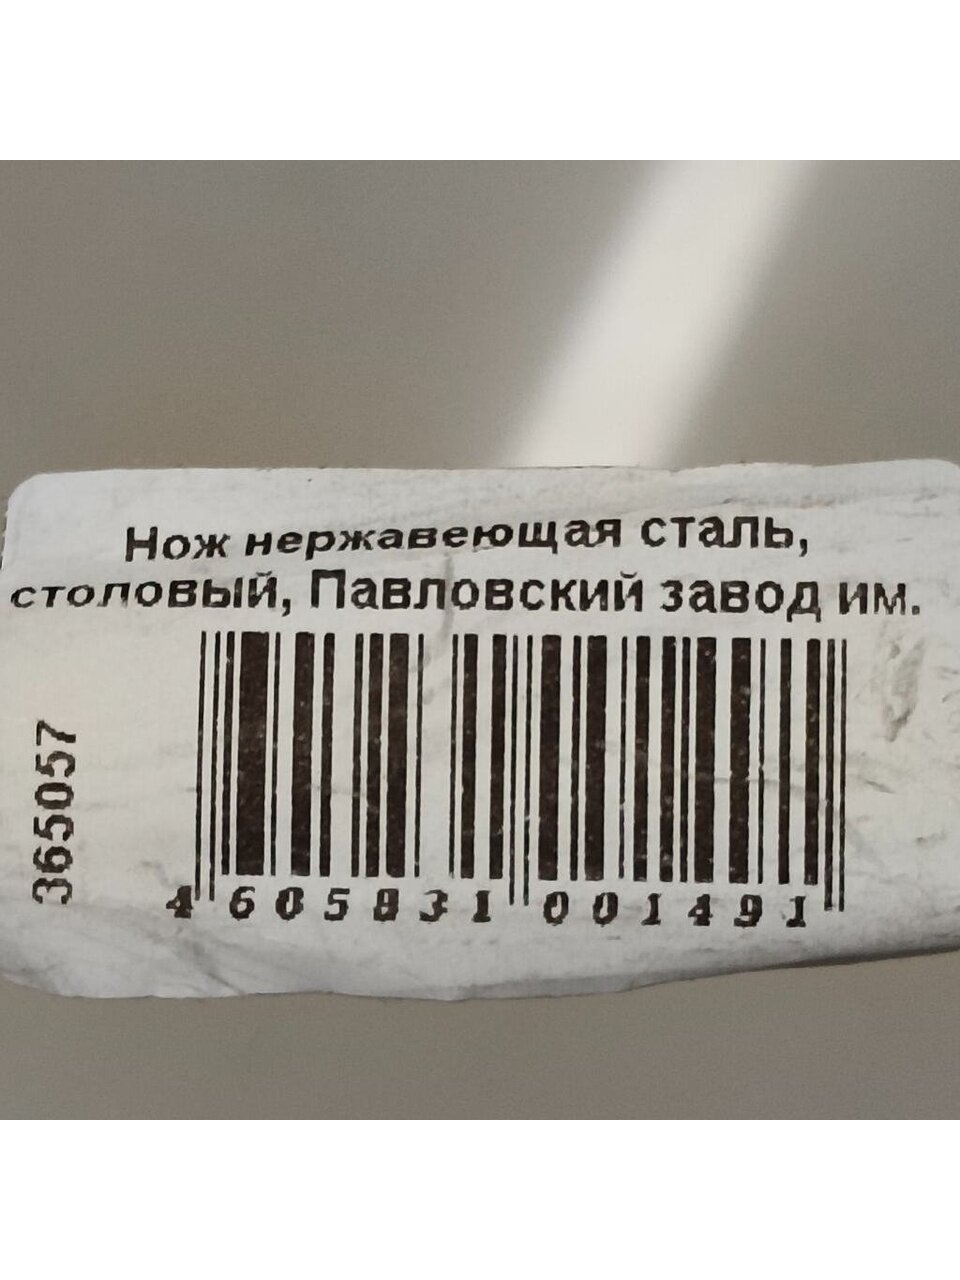 Нож нержавеющая сталь,
столовый, Павловский завод им.
365057
4 605831 001491